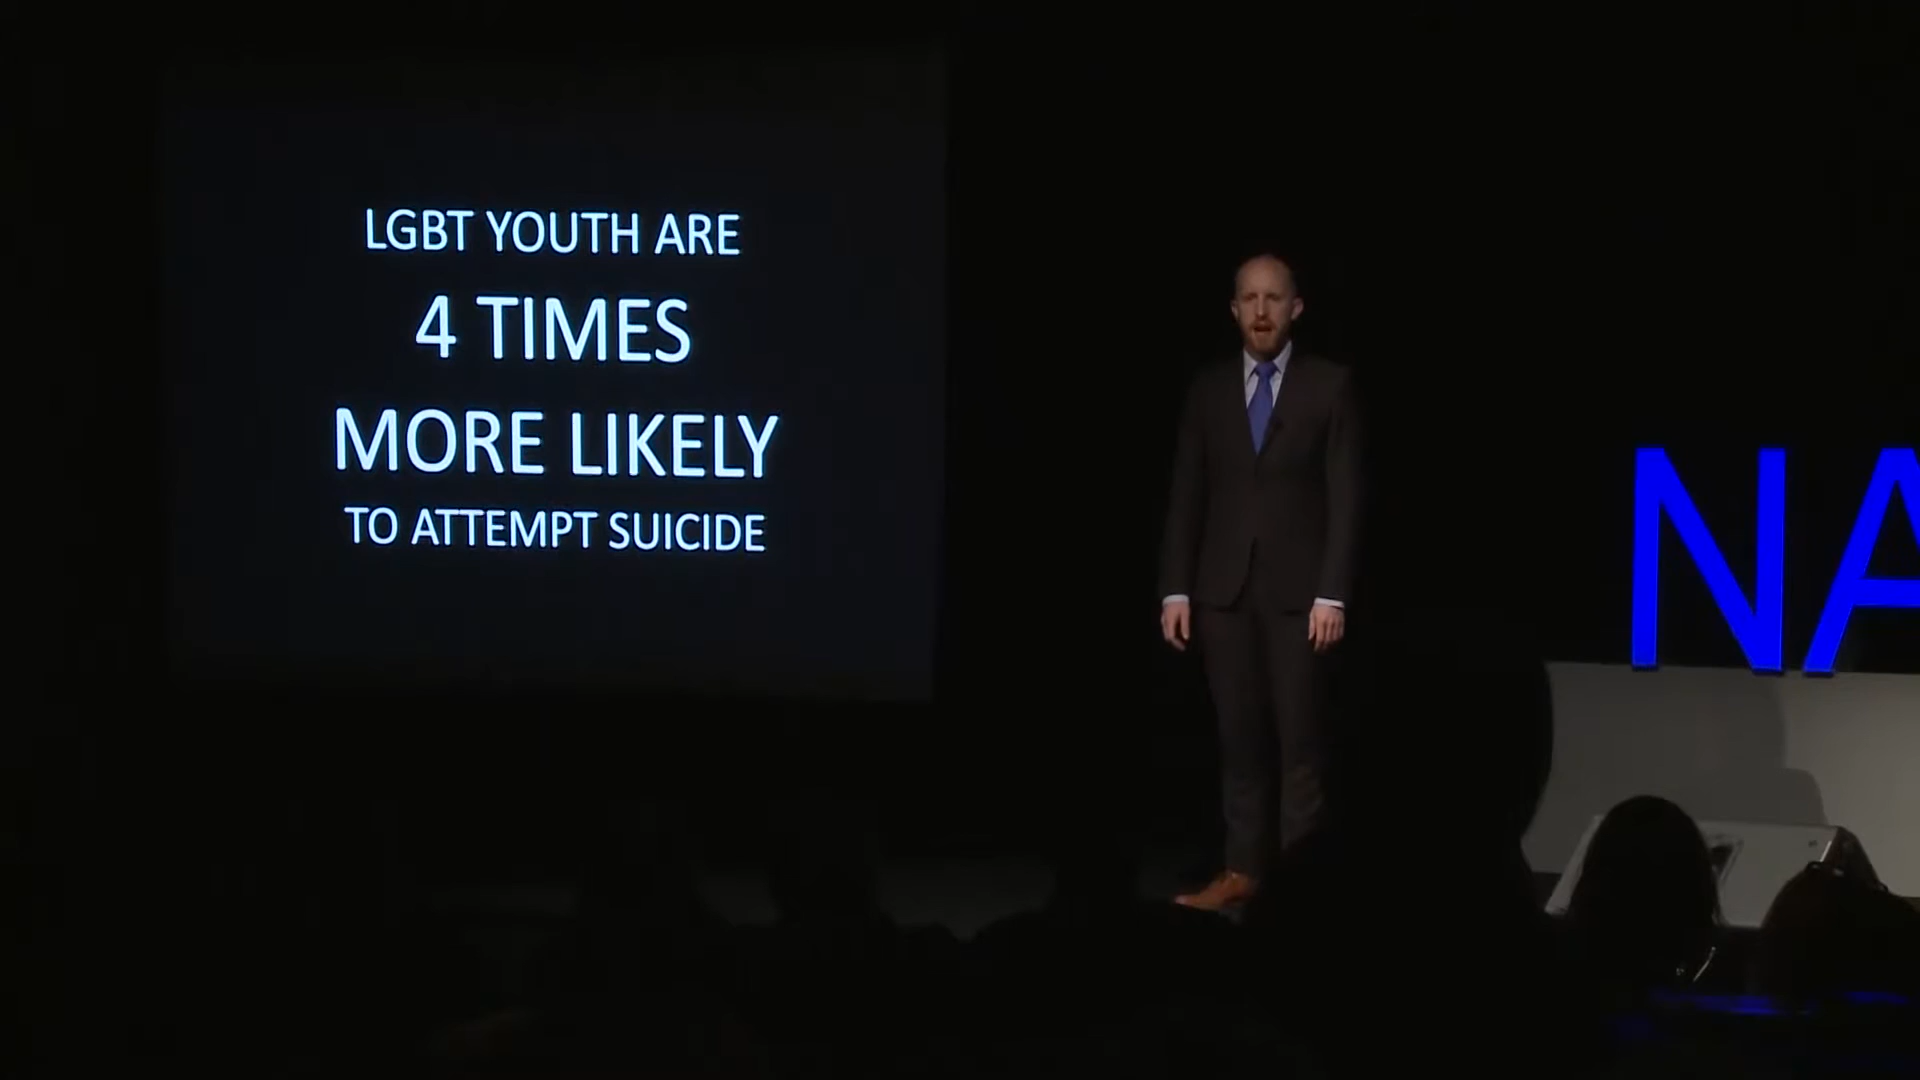 LGBT YOUTH ARE
4 TIMES
MORE LIKELY
TO ATTEMPT SUICIDE
NA